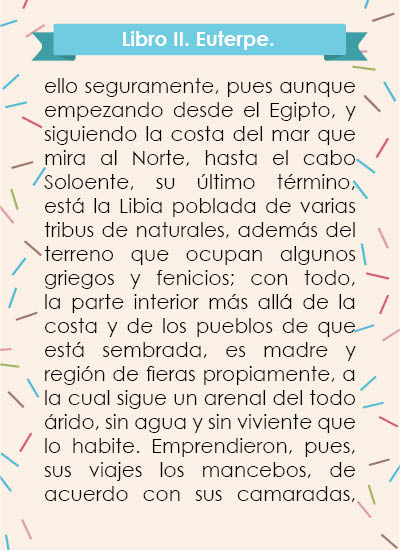 Libro II. Euterpe.
ello seguramente, pues aunque
empezando desde el Egipto, y
siguiendo la costa del mar que
mira al Norte, hasta el cabo
Soloente, su último término,
está la Libia poblada de varias
tribus de naturales, además del
terreno que ocupan algunos
griegos y fenicios; con todo,
la parte interior más allá de la
costa y de los pueblos de que
está sembrada, es madre y
región de fieras propiamente, a
la cual sigue un arenal del todo
árido, sin agua y sin viviente que
lo habite. Emprendieron, pues,
sus viajes los mancebos, de
acuerdo con sus camaradas,